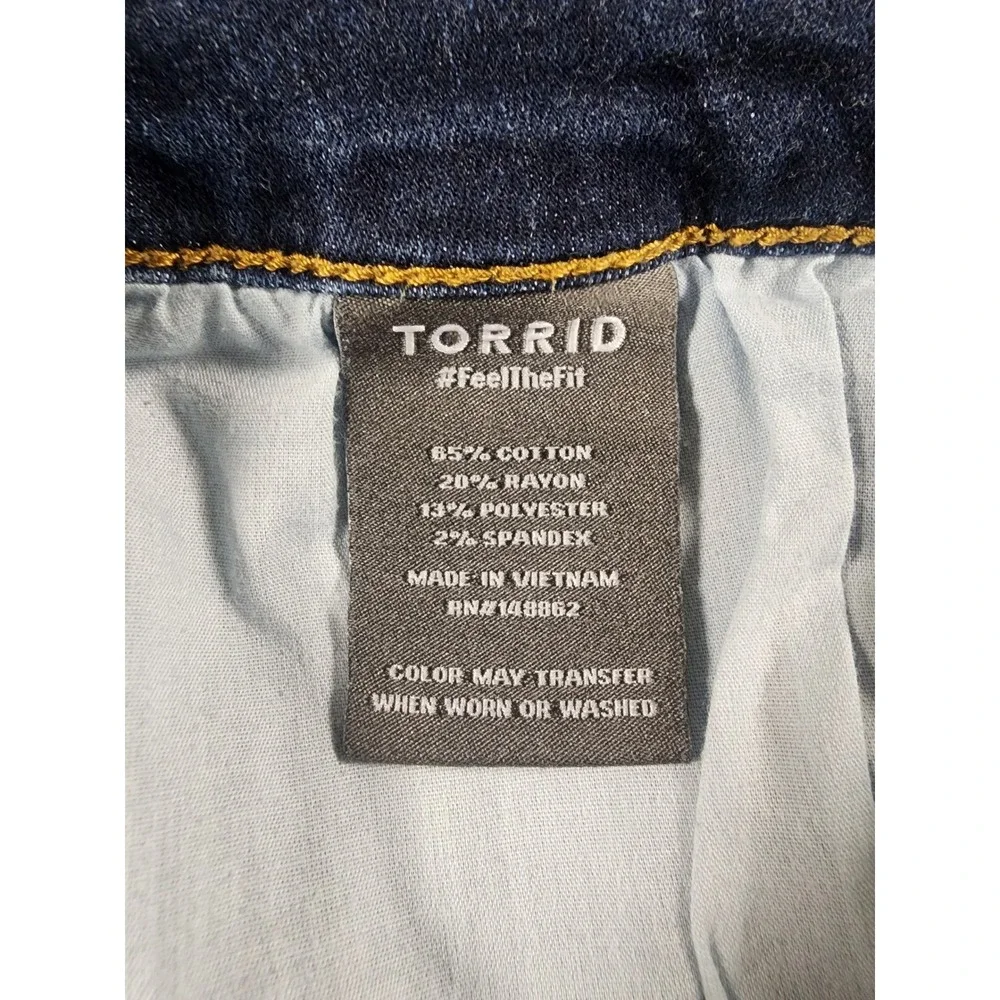 TORRID
#FeelTheFit
65% COTTON
20% RAYON
13% POLYESTER
2% SPANDEX
MADE IN VIETNAM
RN#148862
COLOR MAY TRANSFER
WHEN WORN OR WASHED